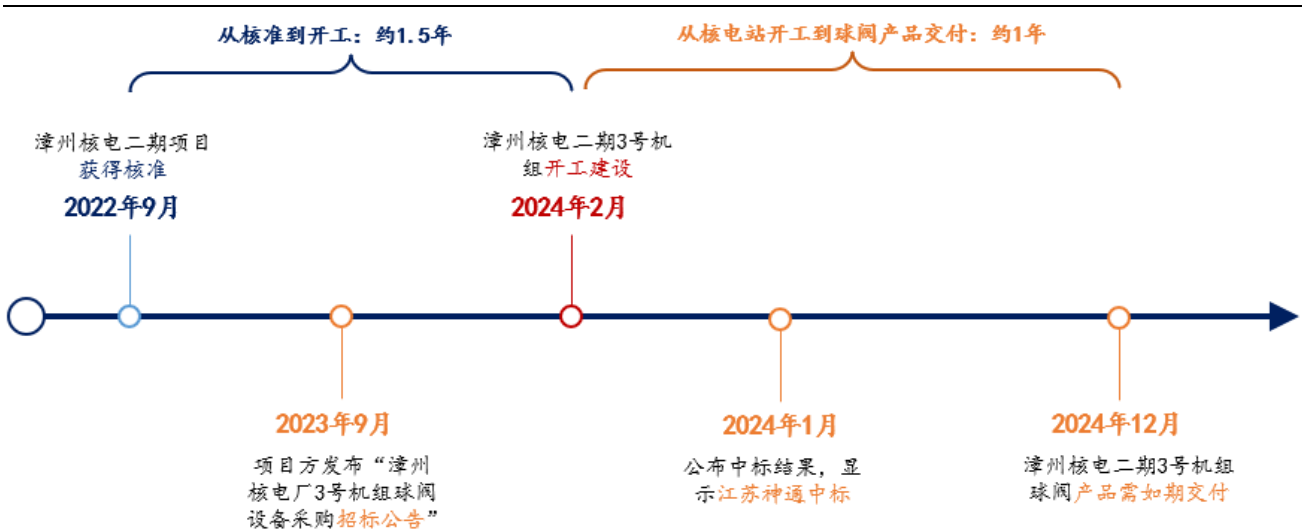 从核准到开工：约1.5年
从核电站开工到球阀产品交付：约1年
漳州核电二期项目
获得核准
2022年9月
漳州核电二期3号机
组开工建设
2024年2月
2023年9月
项目方发布“漳州
核电厂3号机组球阀
设备采购招标公告”
2024年1月
公布中标结果，显
示江苏神通中标
2024年12月
漳州核电二期3号机组
球阀产品需如期交付